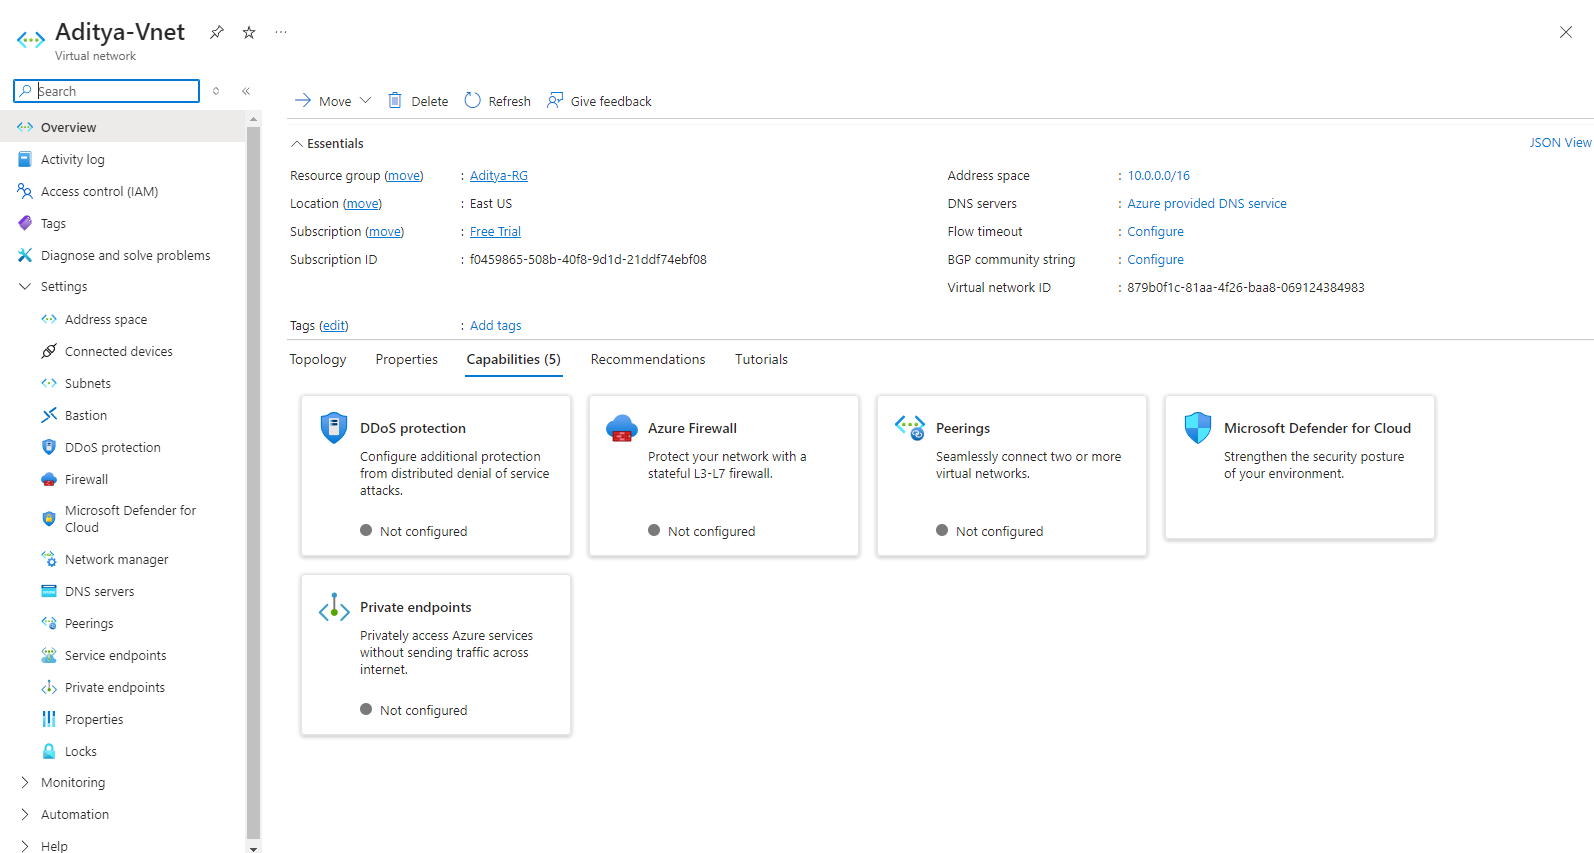 Aditya-Vnet
Virtual network
Search
Overview
Activity log
Access control (IAM)
Tags
Diagnose and solve problems
Settings
Address space
Connected devices
Subnets
Bastion
DDoS protection
Firewall
Microsoft Defender for
Cloud
Network manager
DNS servers
Peerings
Service endpoints
Private endpoints
Properties
Locks
Monitoring
Automation
Help
Move Delete Refresh Give feedback
Essentials JSON View
Resource group (move) : Aditya-RG
Location (move) : East US
Subscription (move) : Free Trial
Subscription ID : f0459865-508b-40f8-9d1d-21ddf74ebf08
Address space : 10.0.0.0/16
DNS servers : Azure provided DNS service
Flow timeout : Configure
BGP community string : Configure
Virtual network ID : 879b0f1c-81aa-4f26-baa8-069124384983
Tags (edit) : Add tags
Topology Properties Capabilities (5) Recommendations Tutorials
DDoS protection
Configure additional protection
from distributed denial of service
attacks.
Not configured
Azure Firewall
Protect your network with a
stateful L3-L7 firewall.
Not configured
Peerings
Seamlessly connect two or more
virtual networks.
Not configured
Microsoft Defender for Cloud
Strengthen the security posture
of your environment.
Private endpoints
Privately access Azure services
without sending traffic across
internet.
Not configured